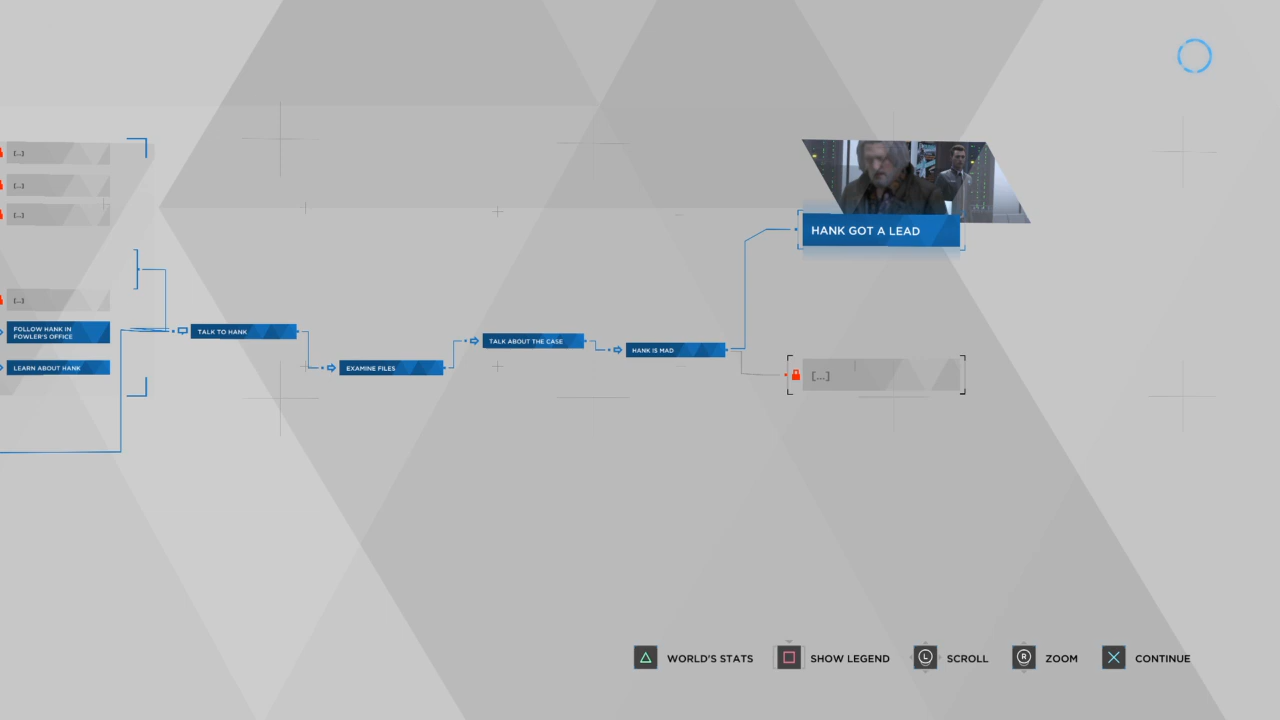 [...]
[...]
[...]
[...]
FOLLOW HANK IN
FOWLER'S OFFICE
LEARN ABOUT HANK
TALK TO HANK
EXAMINE FILES
TALK ABOUT THE CASE
HANK IS MAD
HANK GOT A LEAD
[...]
WORLD'S STATS
SHOW LEGEND
L SCROLL
R ZOOM
CONTINUE